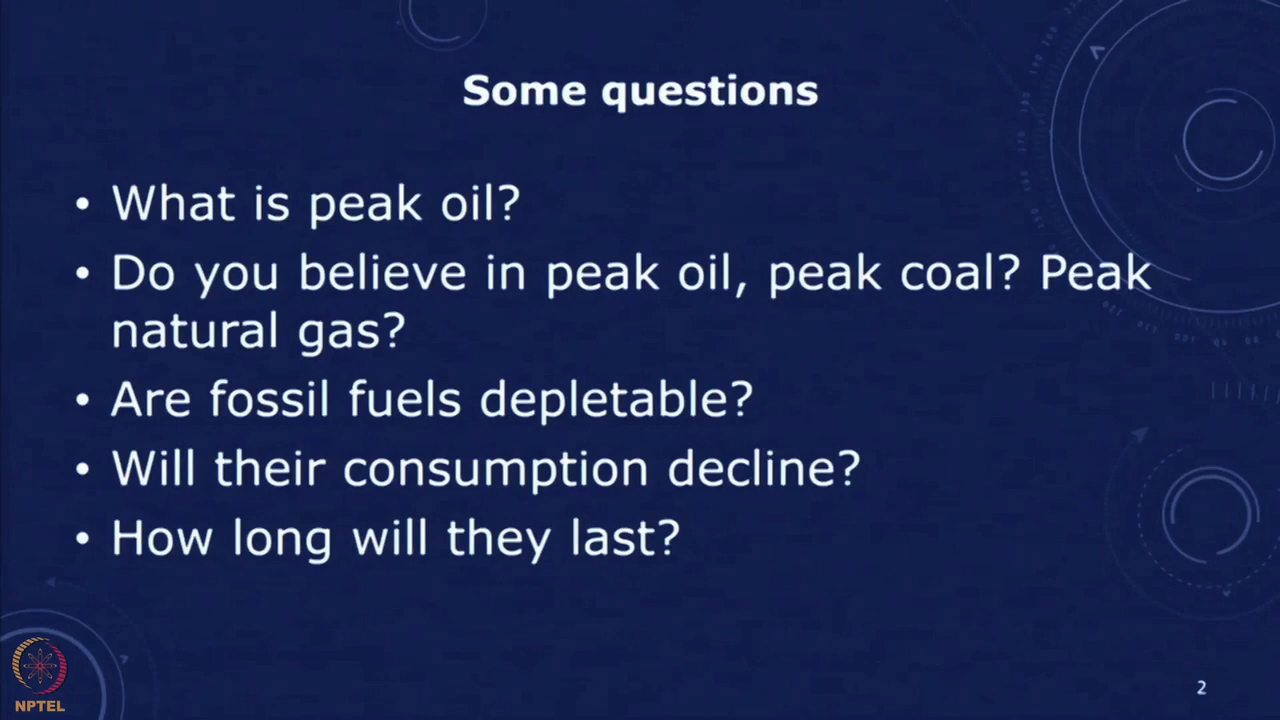 Some questions
• What is peak oil?
• Do you believe in peak oil, peak coal? Peak
natural gas?
• Are fossil fuels depletable?
• Will their consumption decline?
• How long will they last?
NPTEL
2